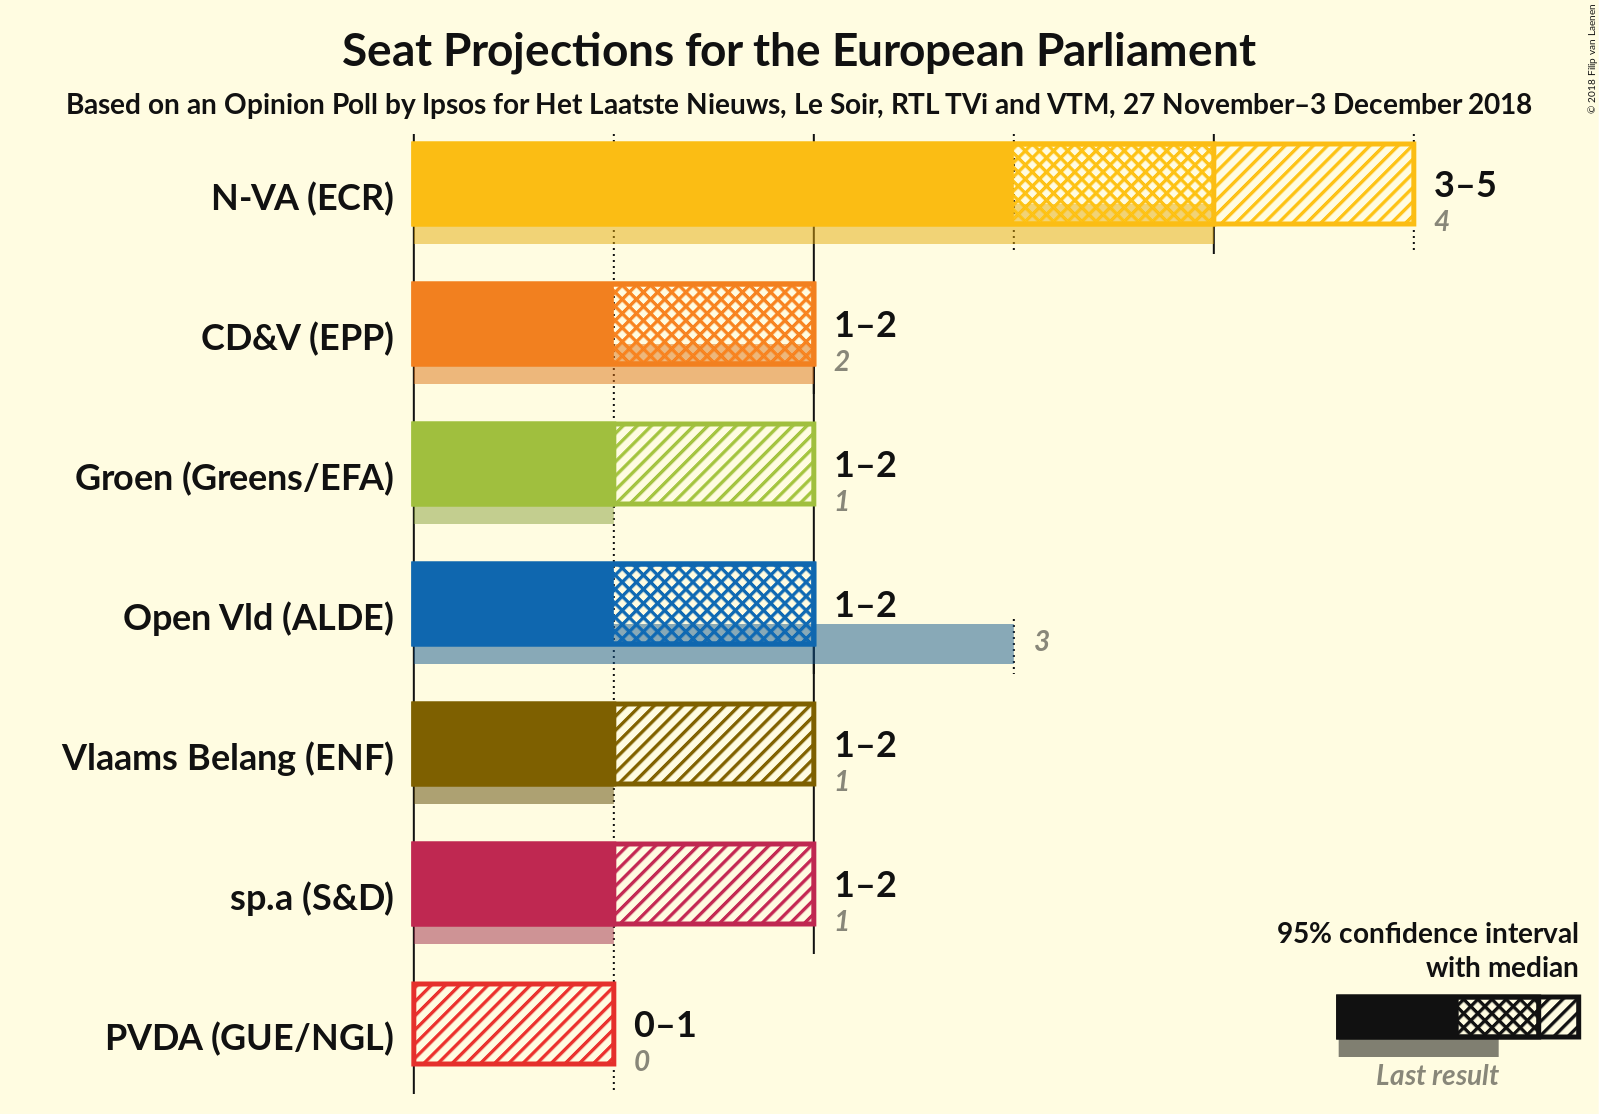 Seat Projections for the European Parliament
Based on an Opinion Poll by Ipsos for Het Laatste Nieuws, Le Soir, RTL TVi and VTM, 27 November–3 December 2018
© 2018 Filip van Laenen
N-VA (ECR)
3–5
4
CD&V (EPP)
1–2
2
Groen (Greens/EFA)
1–2
1
Open Vld (ALDE)
1–2
3
Vlaams Belang (ENF)
1–2
1
sp.a (S&D)
1–2
1
PVDA (GUE/NGL)
0–1
0
95% confidence interval
with median
Last result